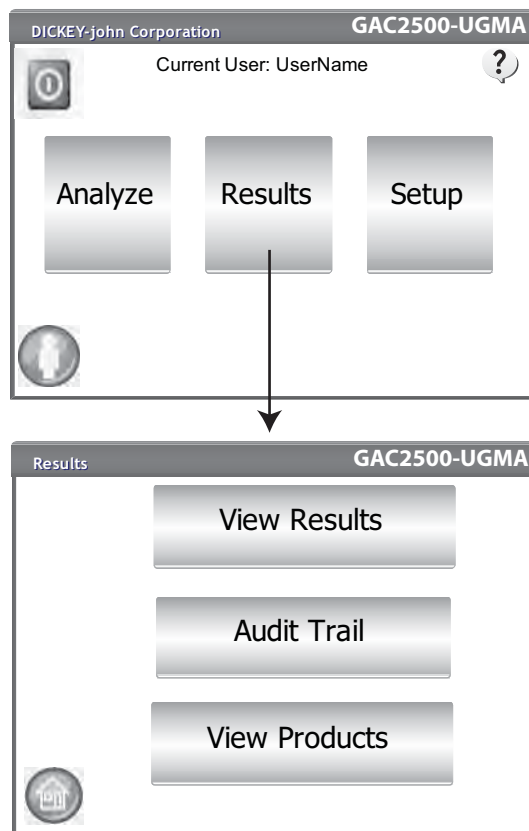 DICKEY-john Corporation GAC2500-UGMA
Current User: UserName ?
Analyze Results Setup
Results GAC2500-UGMA
View Results
Audit Trail
View Products